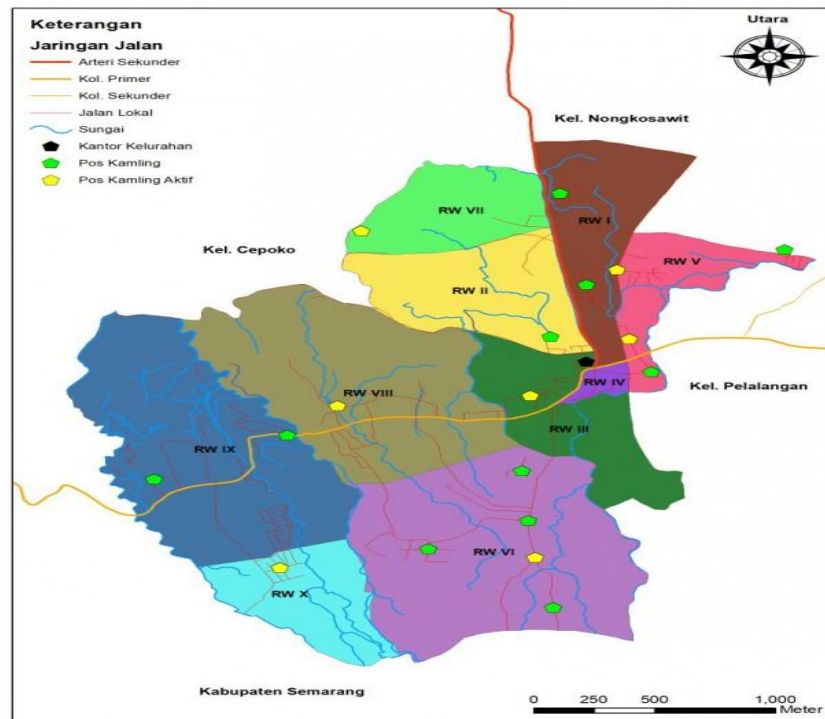 Keterangan
Jaringan Jalan
Arteri Sekunder
Kol. Primer
Kol. Sekunder
Jalan Lokal
Sungai
Kantor Kelurahan
Pos Kamling
Pos Kamling Aktif
Utara
Kel. Nongkosawit
RW VII
RW I
Kel. Cepoko
RW V
RW II
RW IV
Kel. Pelalangan
RW VIII
RW III
RW IX
RW VI
RW X
Kabupaten Semarang
0 250 500 1,000
Meter